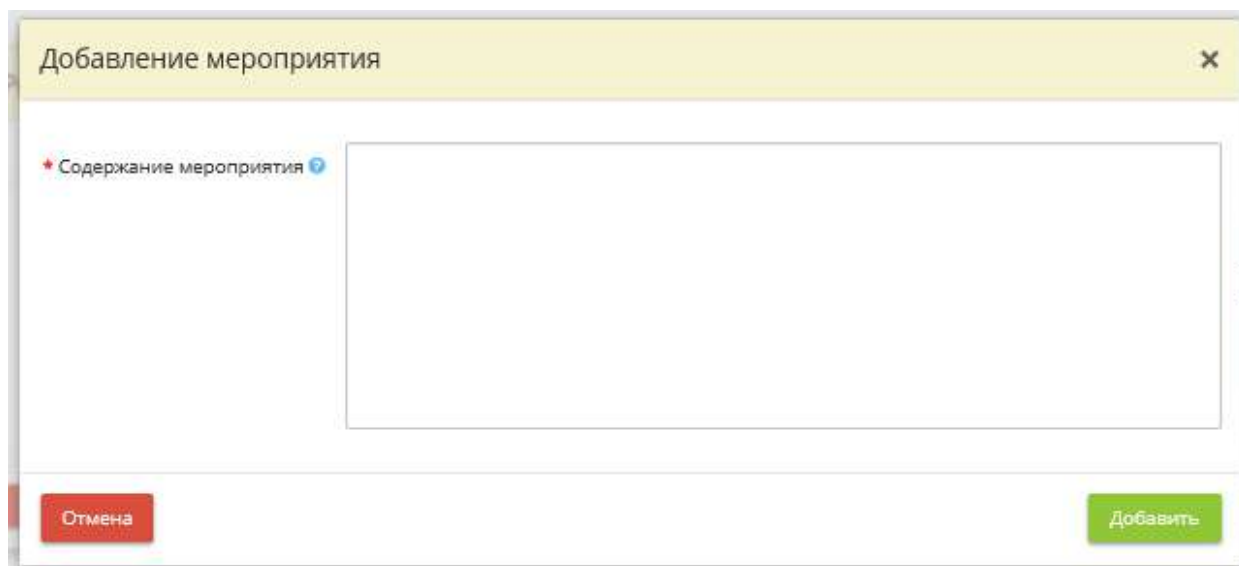 Добавление мероприятия ×
* Содержание мероприятия ?
Отмена
Добавить